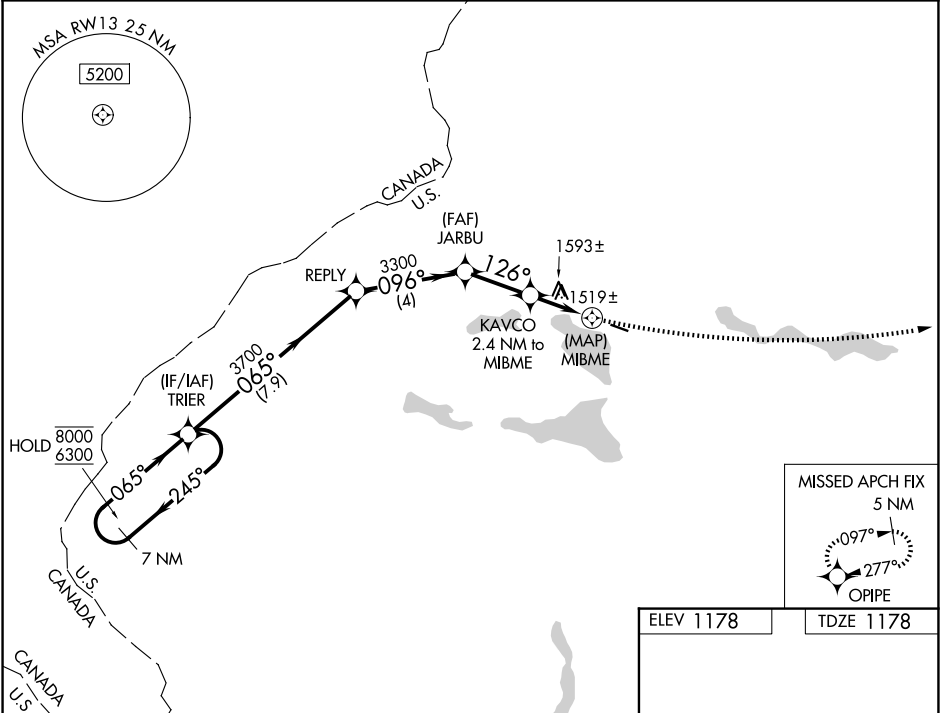 MSA RW13 25 NM
5200
CANADA
U.S.
(FAF)
JARBU
1593±
REPLY
3300
096°
(4)
126°
1519±
KAVCO
2.4 NM to
MIBME
(MAP)
MIBME
3700
065°
(7.9)
(IF/IAF)
TRIER
HOLD
8000
6300
065°
245°
7 NM
U.S.
CANADA
CANADA
U.S.
MISSED APCH FIX
5 NM
097°
277°
OPIPE
ELEV 1178
TDZE 1178